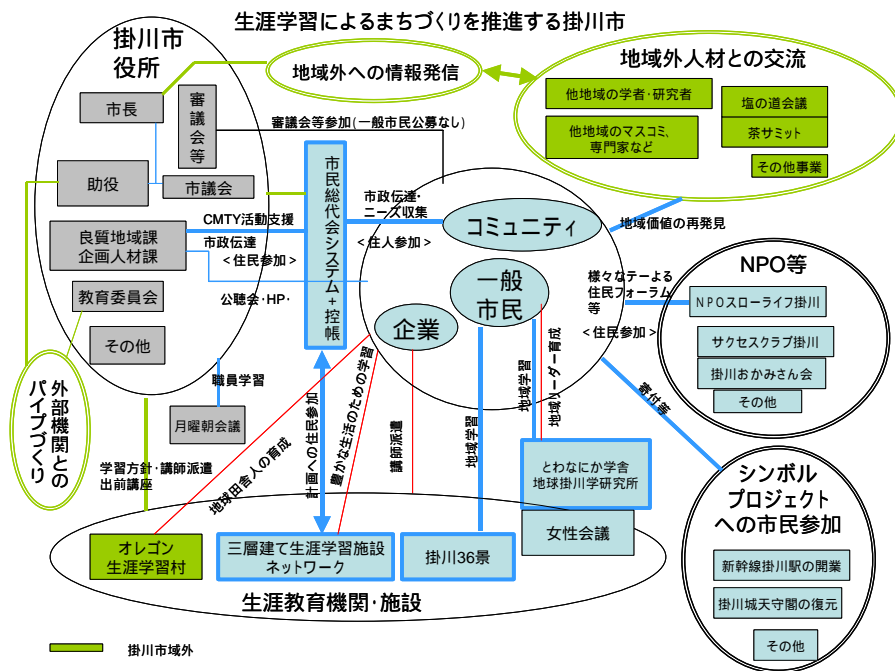 生涯学習によるまちづくりを推進する掛川市
掛川市
役所
市長
審
議
会
等
助役
市議会
良質地域課
企画人材課
教育委員会
その他
地域外への情報発信
地域外人材との交流
他地域の学者・研究者
他地域のマスコミ、
専門家など
塩の道会議
茶サミット
その他事業
審議会等参加(一般市民公募なし)
市民総代会システム+控帳
CMTY活動支援
市政伝達
<住民参加>
公聴会・HP・
市政伝達・
ニーズ収集
<住人参加>
コミュニティ
一般
市民
企業
地域価値の再発見
様々なテーよる
住民フォーラム
等
<住民参加>
NPO等
NPOスローライフ掛川
サクセスクラブ掛川
掛川おかみさん会
その他
外部機関との
パイプづくり
職員学習
月曜朝会議
学習方針・講師派遣
出前講座
地球田舎人の育成
計画への住民参加
豊かな生活のための学習
講師派遣
地域学習
地域学習
地域リーダー育成
寄付等
とわなにか学舎
地球掛川学研究所
女性会議
オレゴン
生涯学習村
三層建て生涯学習施設
ネットワーク
掛川36景
生涯教育機関・施設
シンボル
プロジェクト
への市民参加
新幹線掛川駅の開業
掛川城天守閣の復元
その他
掛川市域外